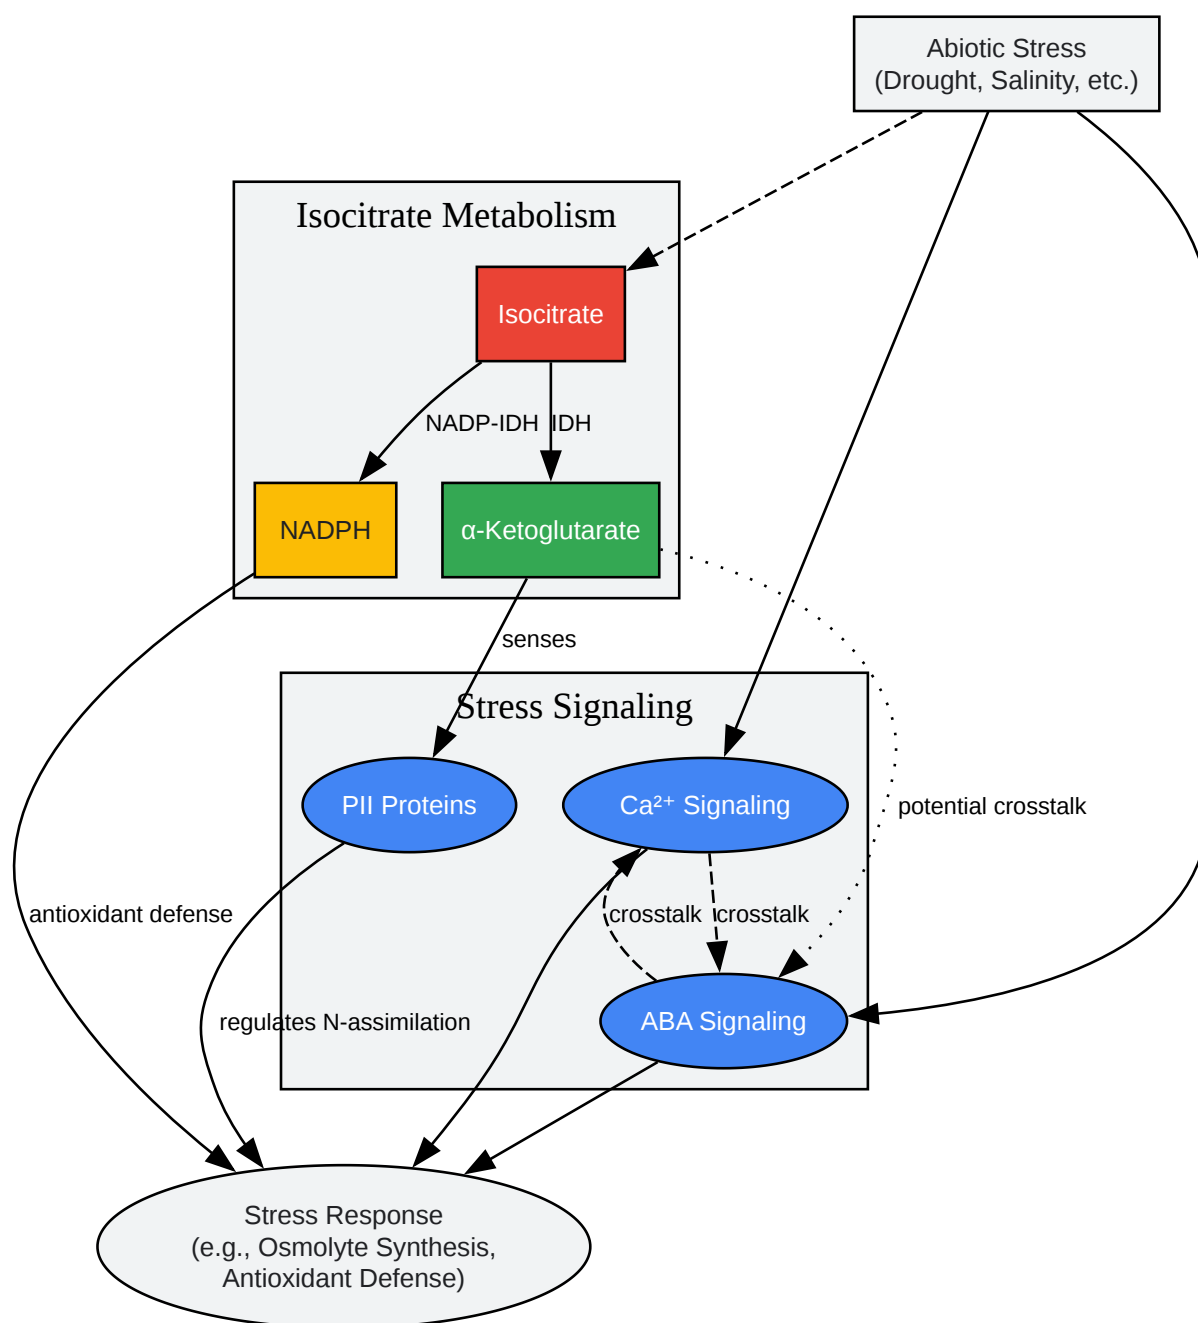 Abiotic Stress
(Drought, Salinity, etc.)
Isocitrate Metabolism
Isocitrate
NADP-IDH
IDH
NADPH
α-Ketoglutarate
senses
Stress Signaling
PII Proteins
Ca²⁺ Signaling
potential crosstalk
antioxidant defense
crosstalk
crosstalk
regulates N-assimilation
ABA Signaling
Stress Response
(e.g., Osmolyte Synthesis,
Antioxidant Defense)